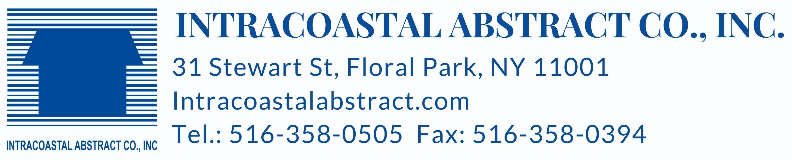 INTRACOASTAL ABSTRACT CO., INC.
31 Stewart St, Floral Park, NY 11001
Intracoastalabstract.com
Tel.: 516-358-0505 Fax: 516-358-0394
INTRACOASTAL ABSTRACT CO., INC